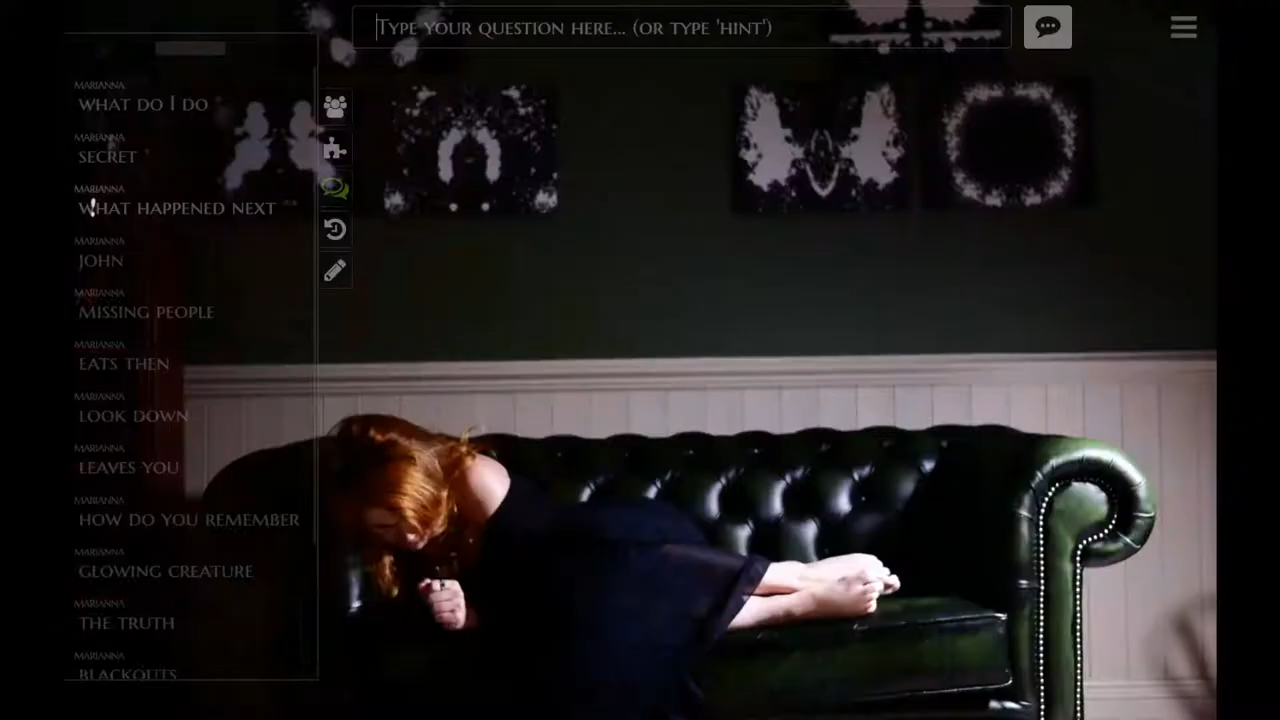 Type your question here... (or type 'hint')
Marianna
what do I do
Marianna
secret
Marianna
what happened next
Marianna
John
Marianna
missing people
Marianna
eats then
Marianna
look down
Marianna
leaves you
Marianna
how do you remember
Marianna
glowing creature
Marianna
the truth
Marianna
blackouts